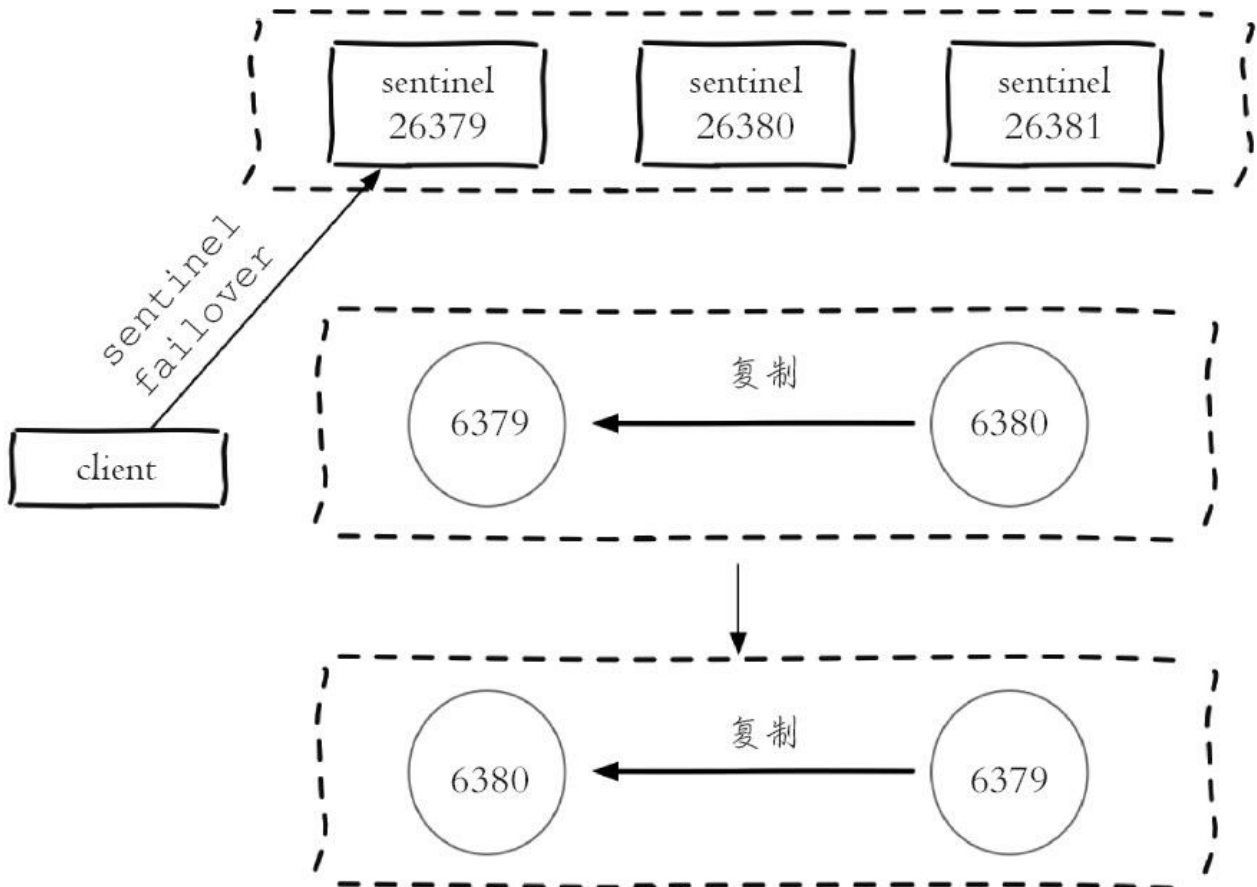 sentinel
26379
sentinel
26380
sentinel
26381
sentinel
failover
client
复制
6379
6380
复制
6380
6379